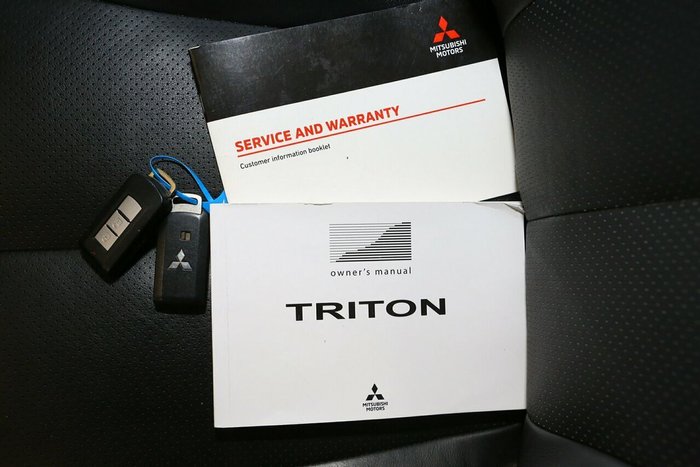 MITSUBISHI
MOTORS
SERVICE AND WARRANTY
Customer information booklet
owner's manual
TRITON
MITSUBISHI
MOTORS